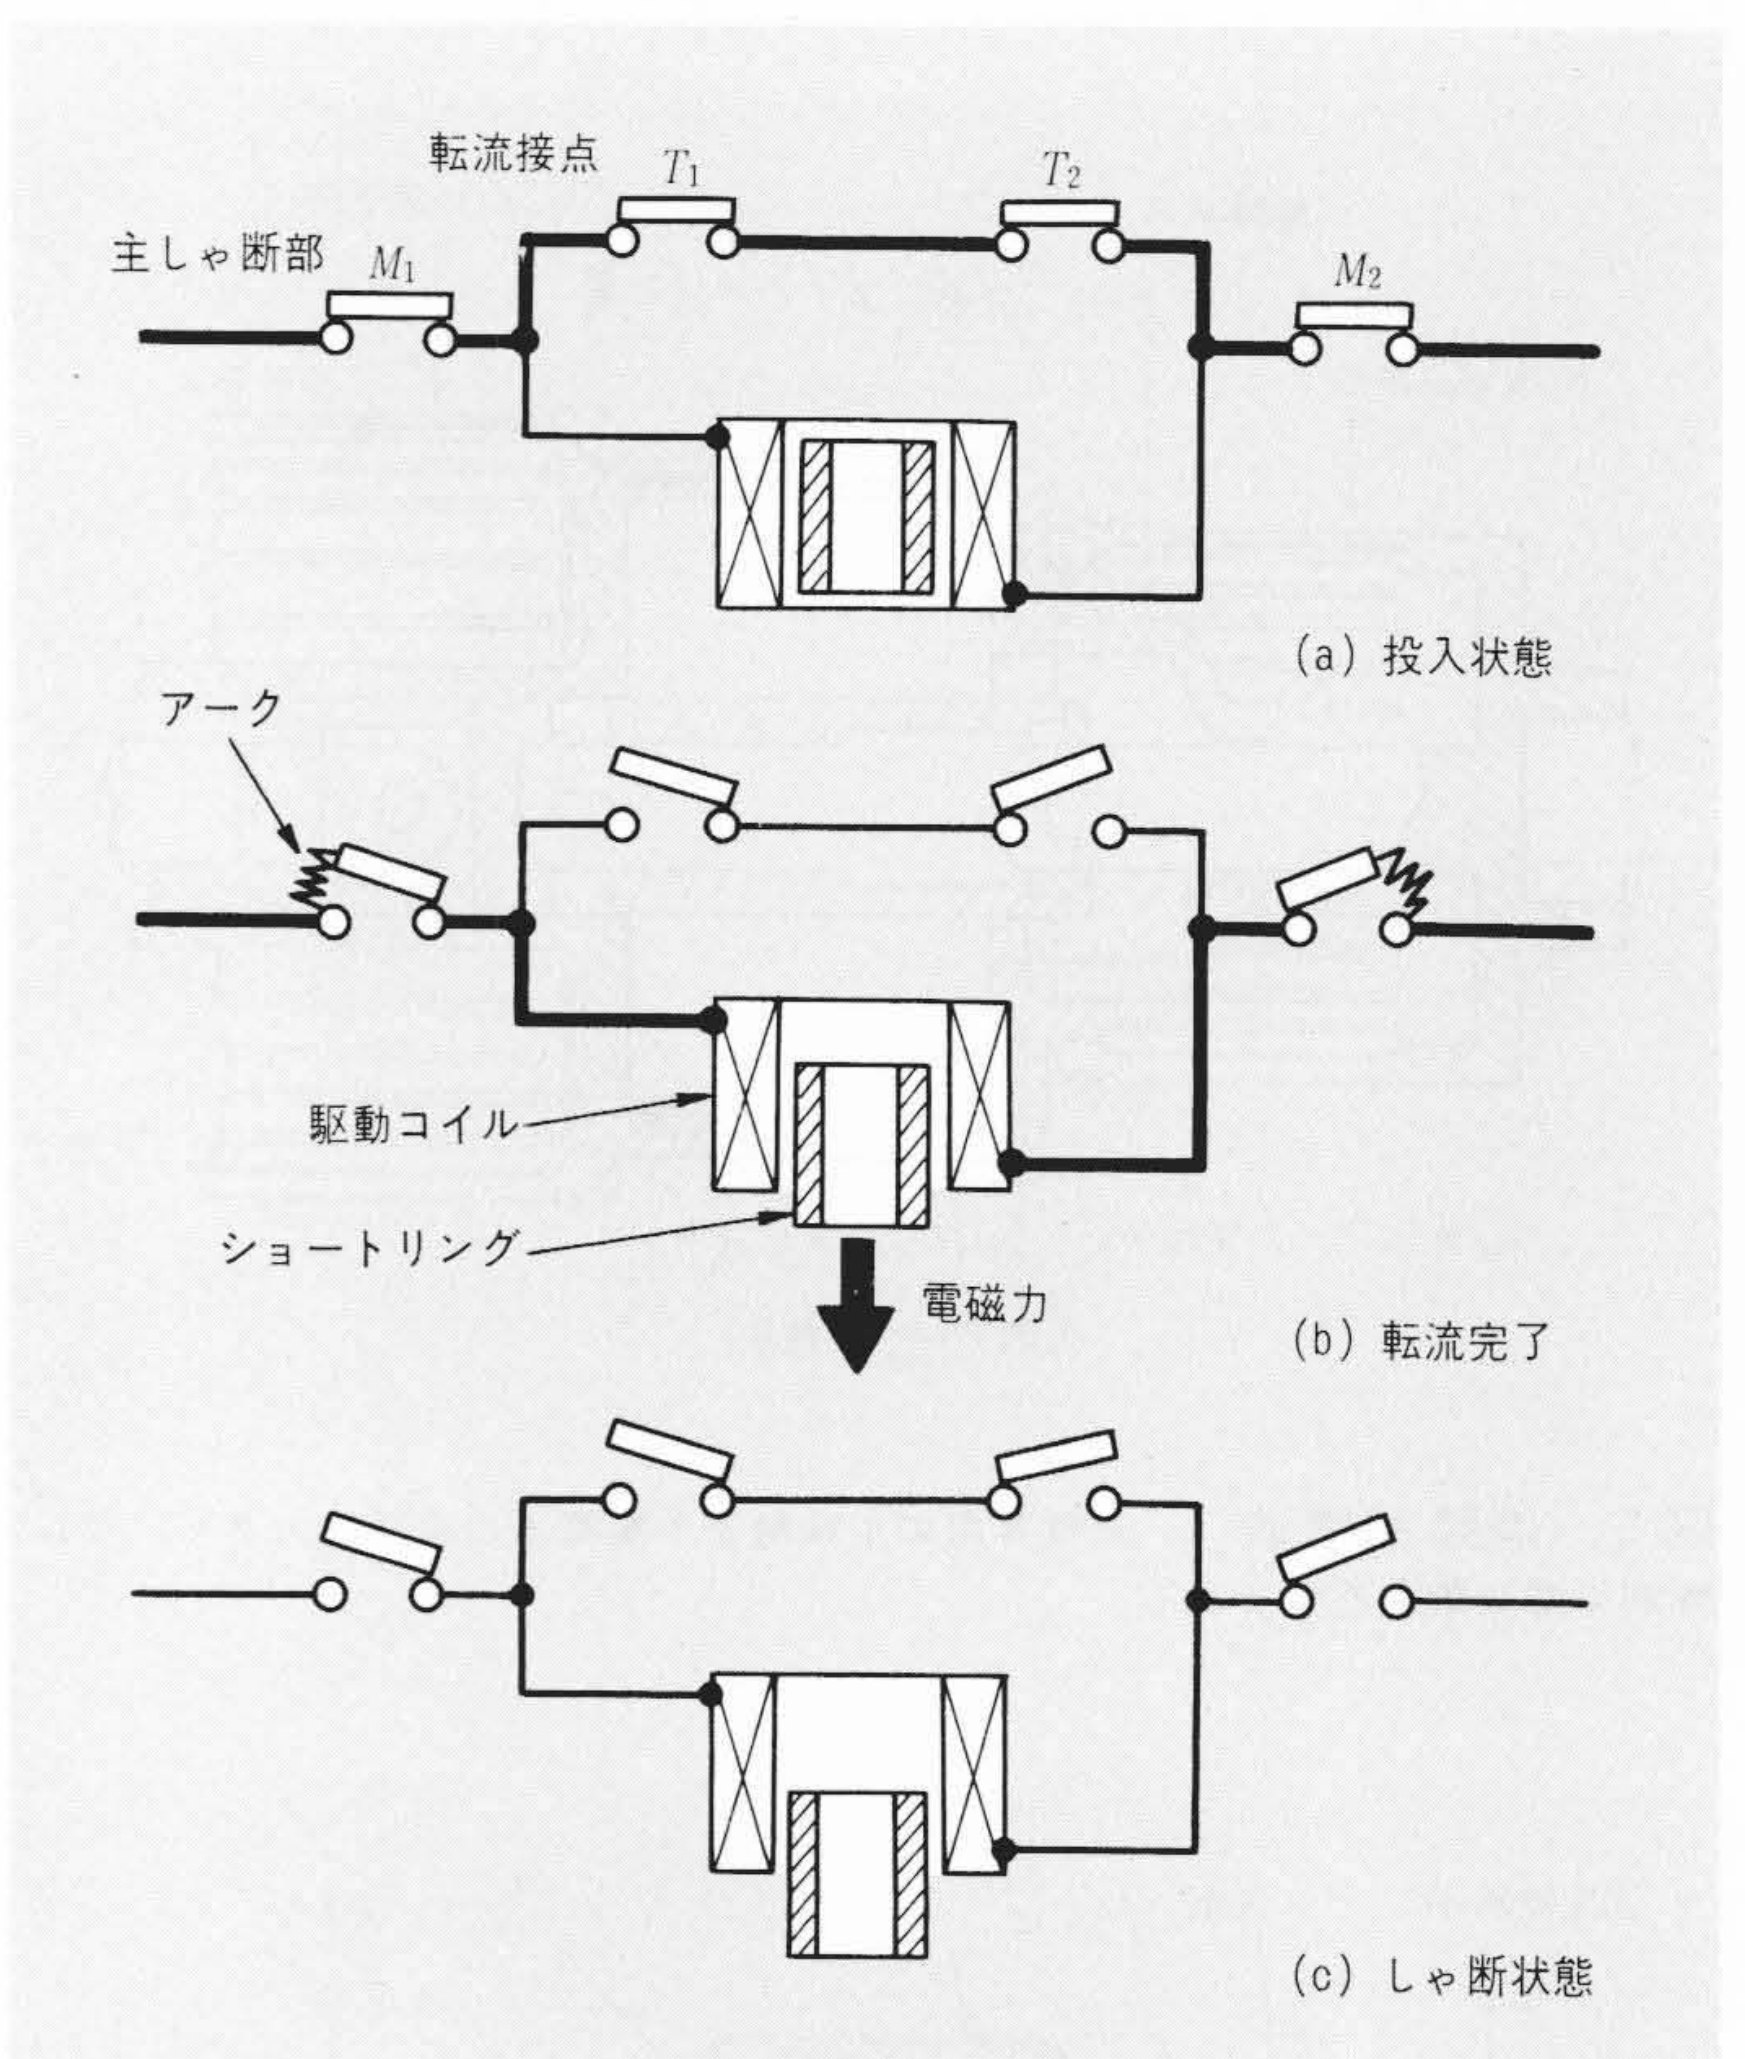 転流接点
T1
T2
主しゃ断部
M1
M2
(a) 投入状態
アーク
駆動コイル
ショートリング
電磁力
(b) 転流完了
(c) しゃ断状態